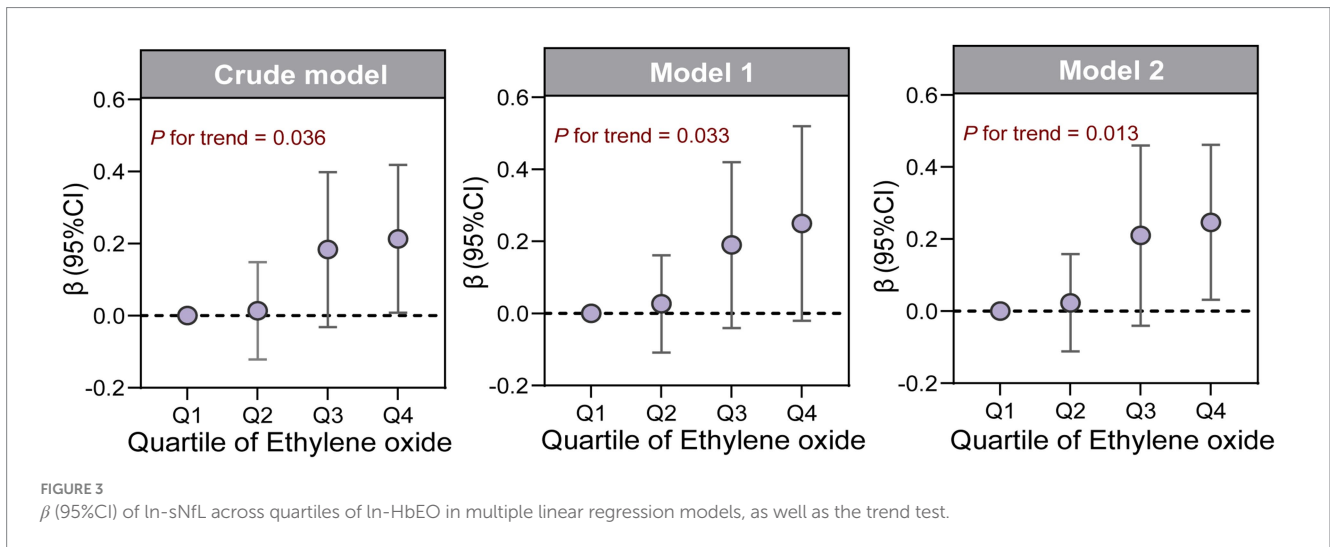 Crude model
P for trend = 0.036
β (95%CI)
0.6
0.4
0.2
0.0
-0.2
Q1 Q2 Q3 Q4
Quartile of Ethylene oxide
Model 1
P for trend = 0.033
β (95%CI)
0.6
0.4
0.2
0.0
-0.2
Q1 Q2 Q3 Q4
Quartile of Ethylene oxide
Model 2
P for trend = 0.013
β (95%CI)
0.6
0.4
0.2
0.0
-0.2
Q1 Q2 Q3 Q4
Quartile of Ethylene oxide
FIGURE 3
β (95%CI) of ln-sNfL across quartiles of ln-HbEO in multiple linear regression models, as well as the trend test.